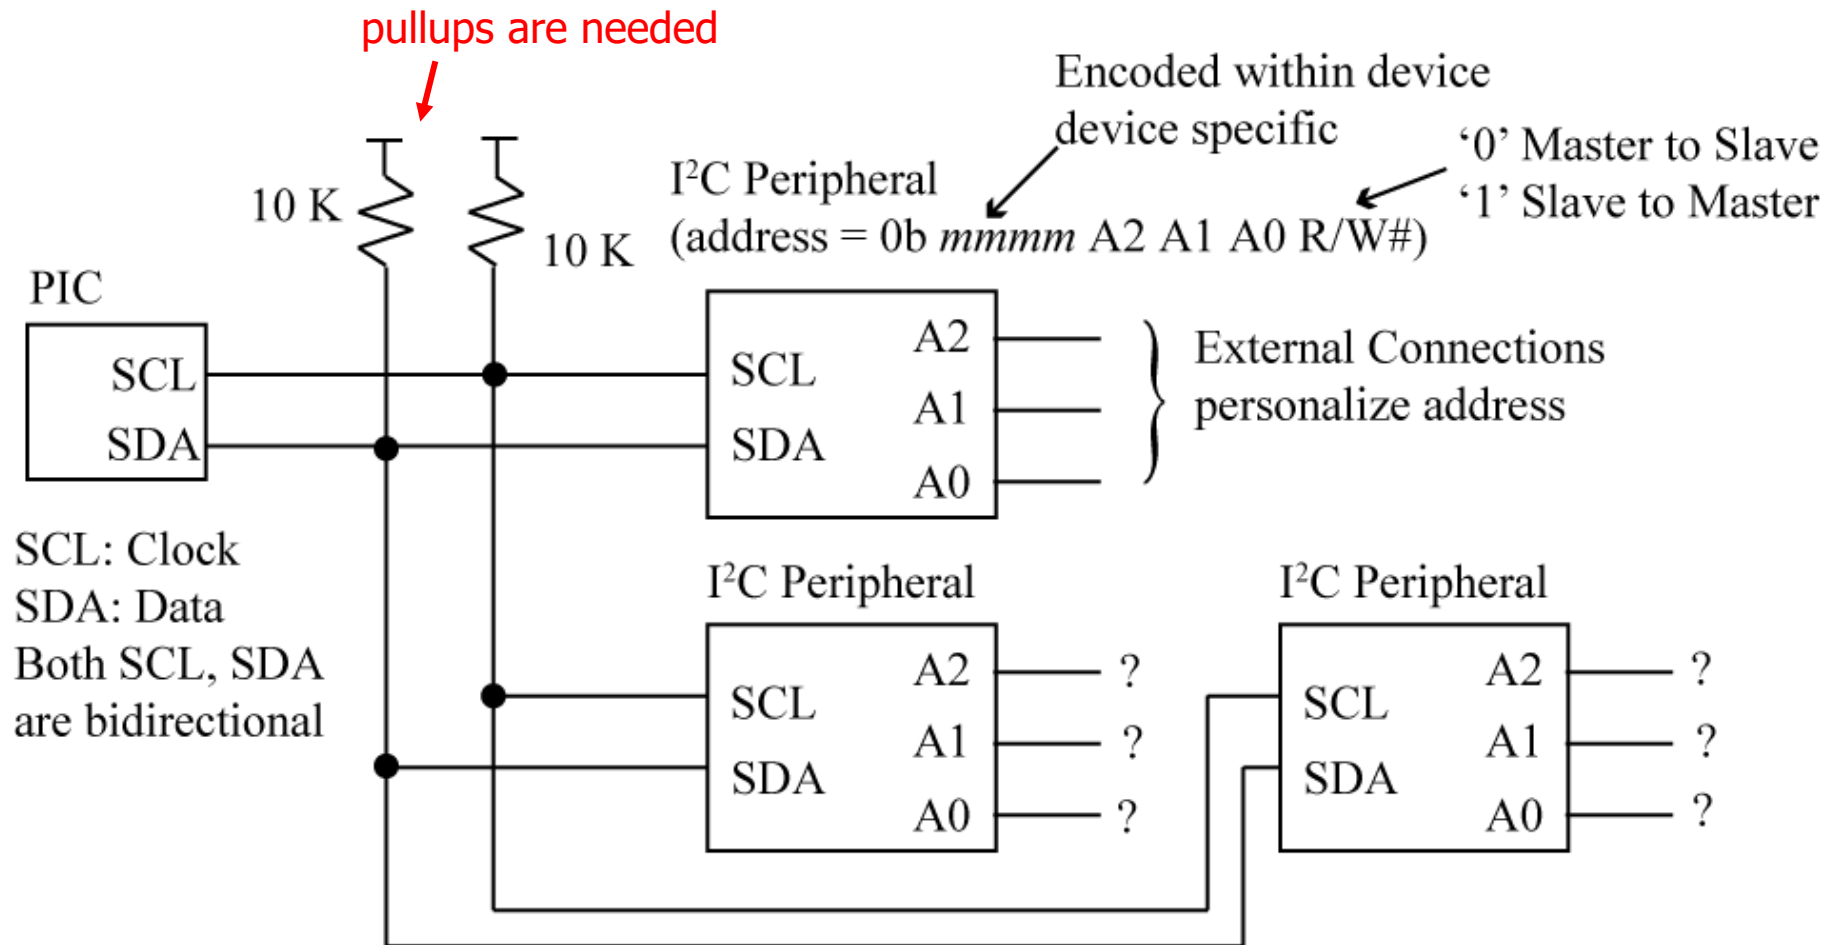 pullups are needed
Encoded within device
device specific
‘0’ Master to Slave
‘1’ Slave to Master
I²C Peripheral
(address = 0b mmmm A2 A1 A0 R/W#)
10 K
10 K
PIC
SCL
SDA
SCL
SDA
A2
A1
A0
External Connections
personalize address
SCL: Clock
SDA: Data
Both SCL, SDA
are bidirectional
I²C Peripheral
SCL
SDA
A2 ?
A1 ?
A0 ?
I²C Peripheral
SCL
SDA
A2 ?
A1 ?
A0 ?